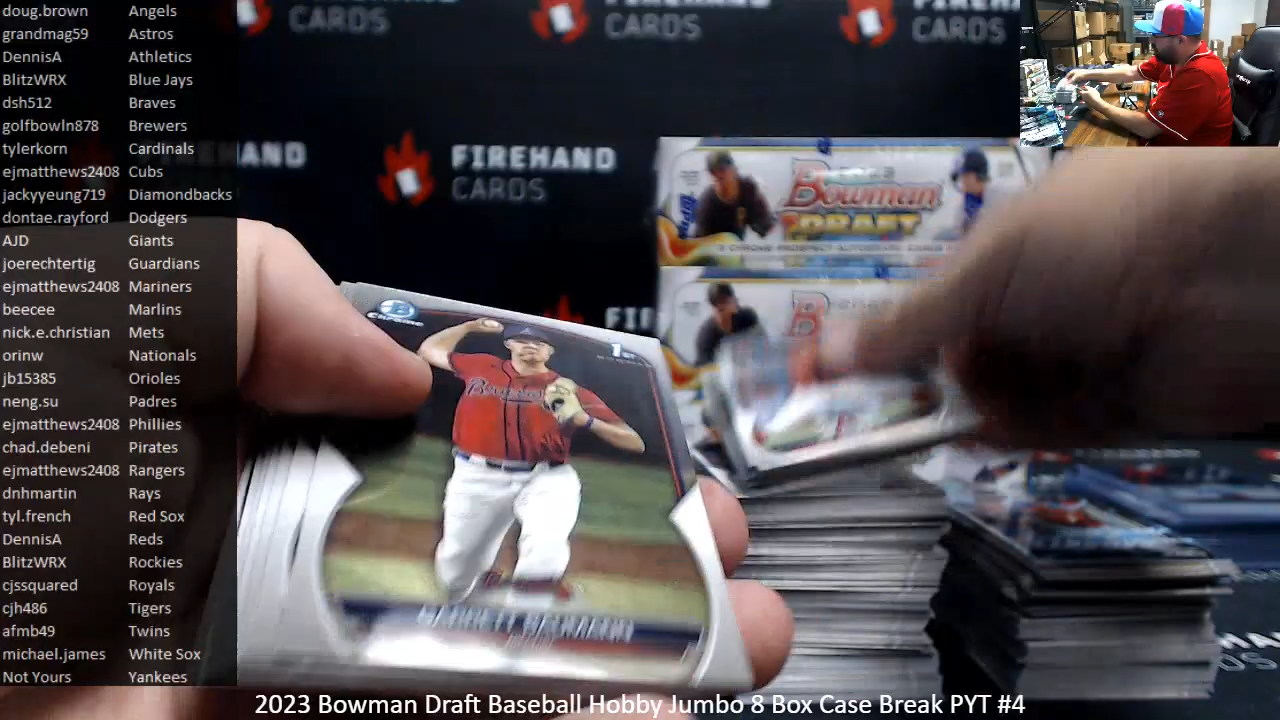 doug.brown Angels
grandmag59 Astros
DennisA Athletics
BlitzWRX Blue Jays
dsh512 Braves
golfbowln878 Brewers
tylerkorn Cardinals
ejmatthews2408 Cubs
jackyyeung719 Diamondbacks
dontae.rayford Dodgers
AJD Giants
joerechtertig Guardians
ejmatthews2408 Mariners
beecee Marlins
nick.e.christian Mets
orinw Nationals
jb15385 Orioles
neng.su Padres
ejmatthews2408 Phillies
chad.debeni Pirates
ejmatthews2408 Rangers
dnhmartin Rays
tyl.french Red Sox
DennisA Reds
BlitzWRX Rockies
cjssquared Royals
cjh486 Tigers
afmb49 Twins
michael.james White Sox
Not Yours Yankees
CARDS
CARDS
CARDS
FIREHAND
CARDS
Bowman
DRAFT
1st
2023 Bowman Draft Baseball Hobby Jumbo 8 Box Case Break PYT #4